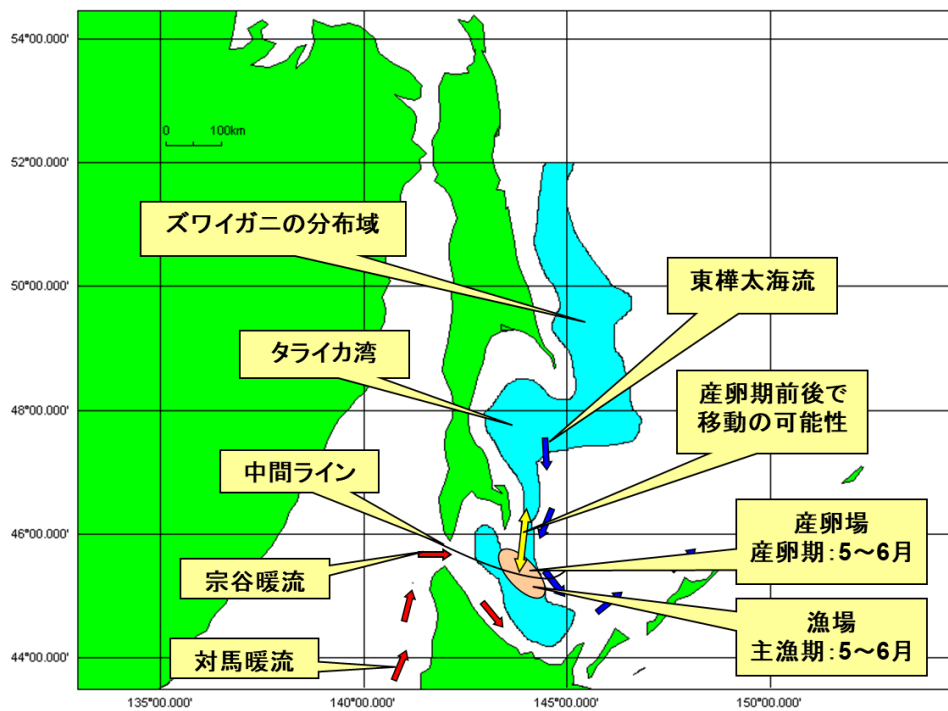 54°00.000'
0 100km
52°00.000'
ズワイガニの分布域
東樺太海流
50°00.000'
タライカ湾
産卵期前後で
移動の可能性
48°00.000'
中間ライン
46°00.000'
産卵場
産卵期:5～6月
宗谷暖流
漁場
主漁期:5～6月
対馬暖流
44°00.000'
135°00.000'
140°00.000'
145°00.000'
150°00.000'